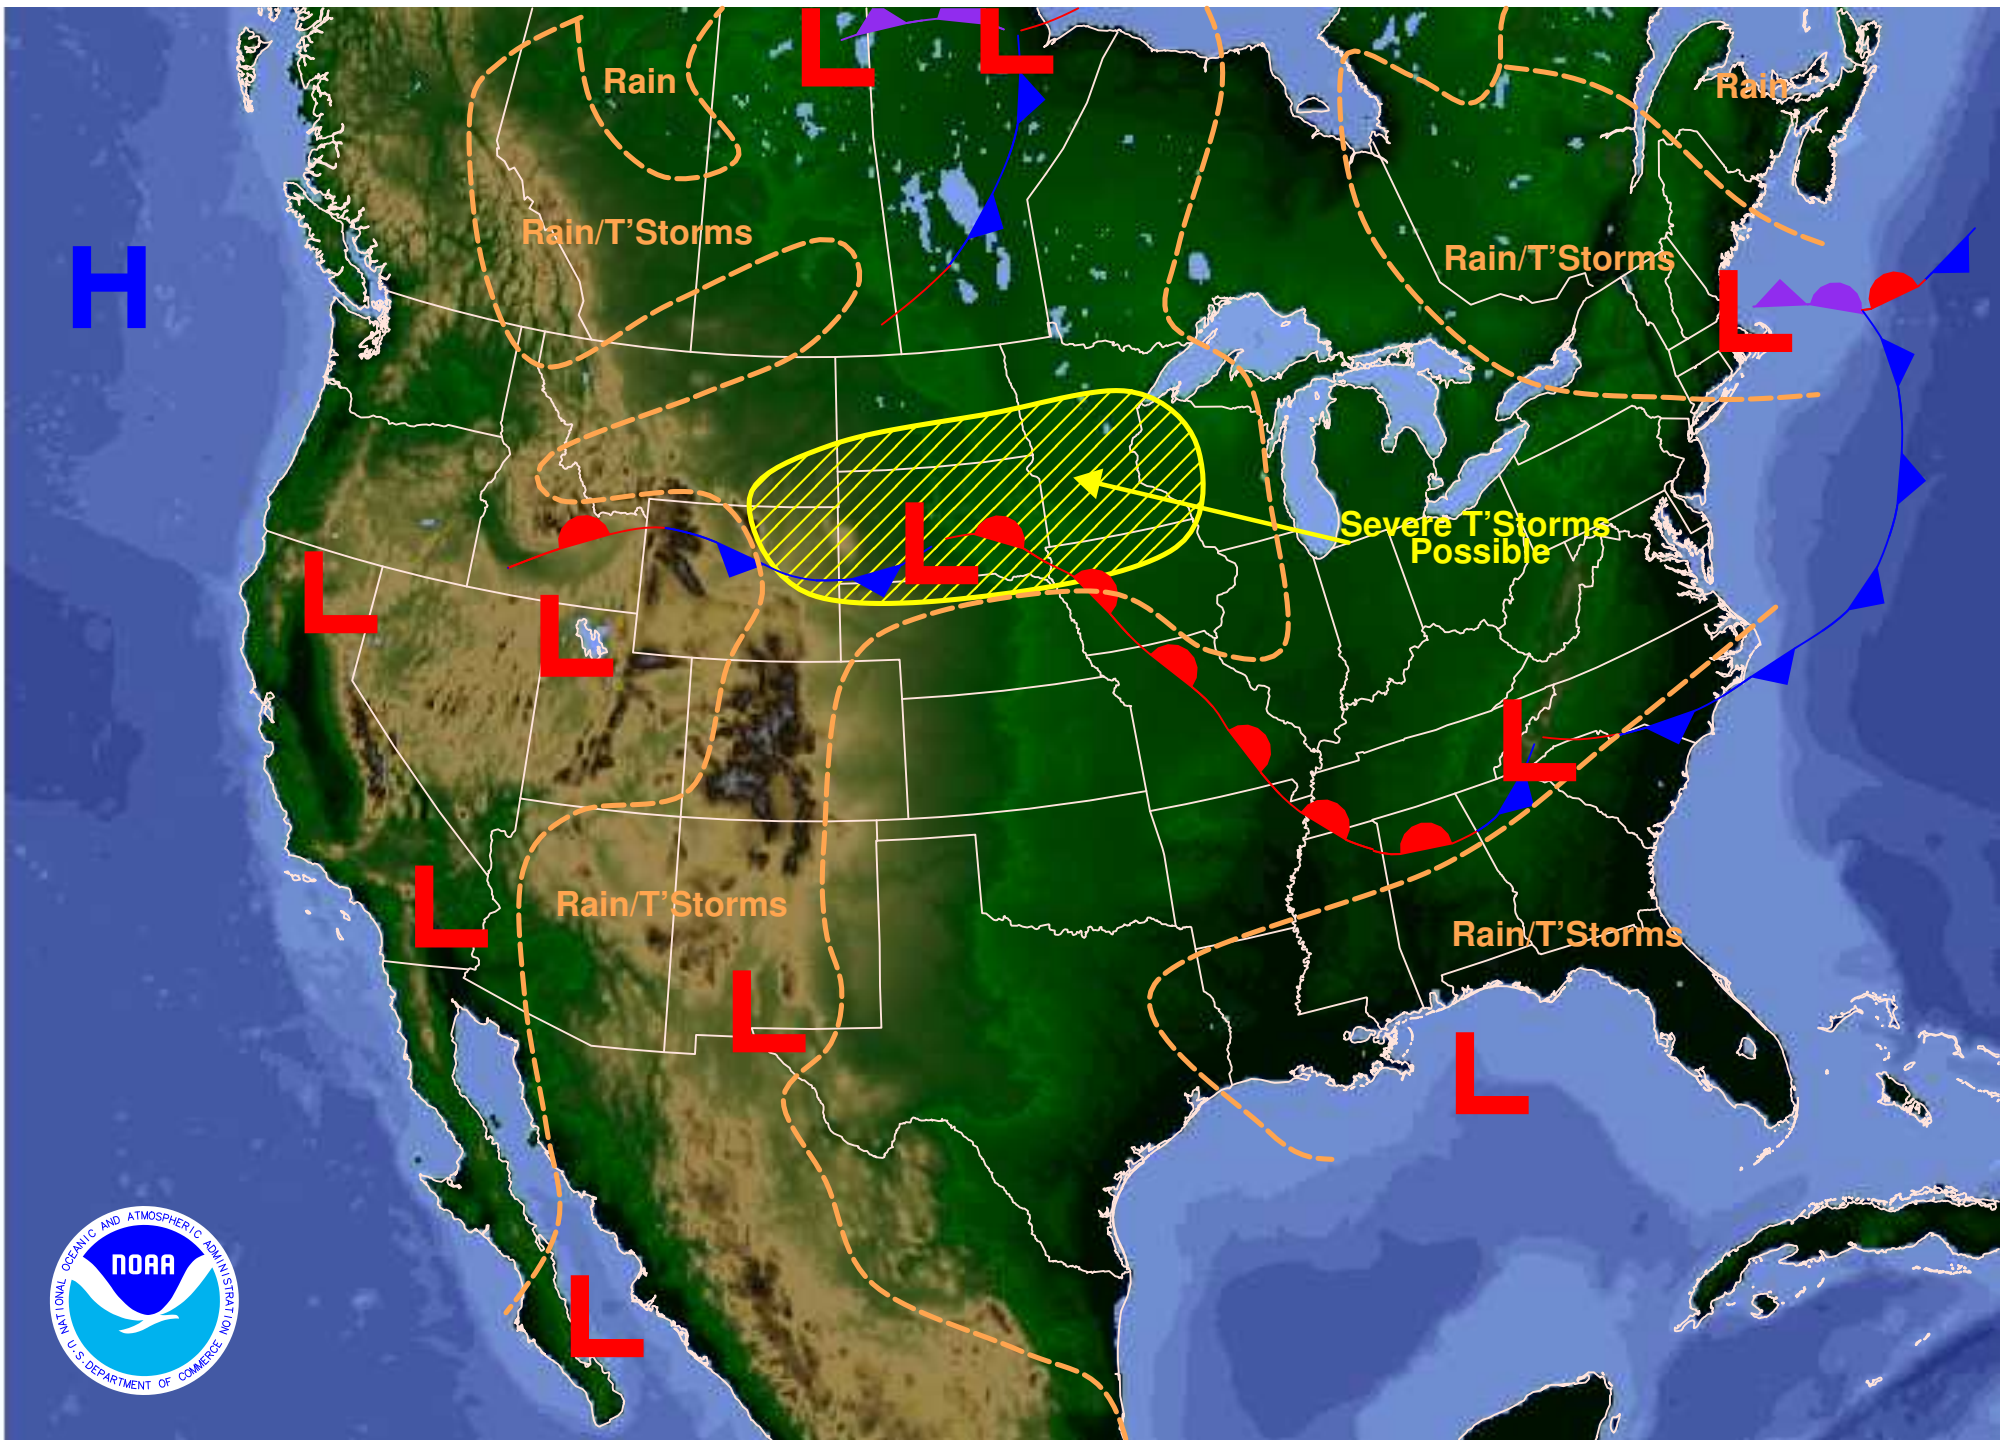 L
L
Rain
Rain
Rain/T'Storms
Rain/T'Storms
H
L
Severe T'Storms
Possible
L
L
L
L
L
Rain/T'Storms
Rain/T'Storms
L
L
L
L
NATIONAL OCEANIC AND ATMOSPHERIC ADMINISTRATION
NOAA
U.S. DEPARTMENT OF COMMERCE